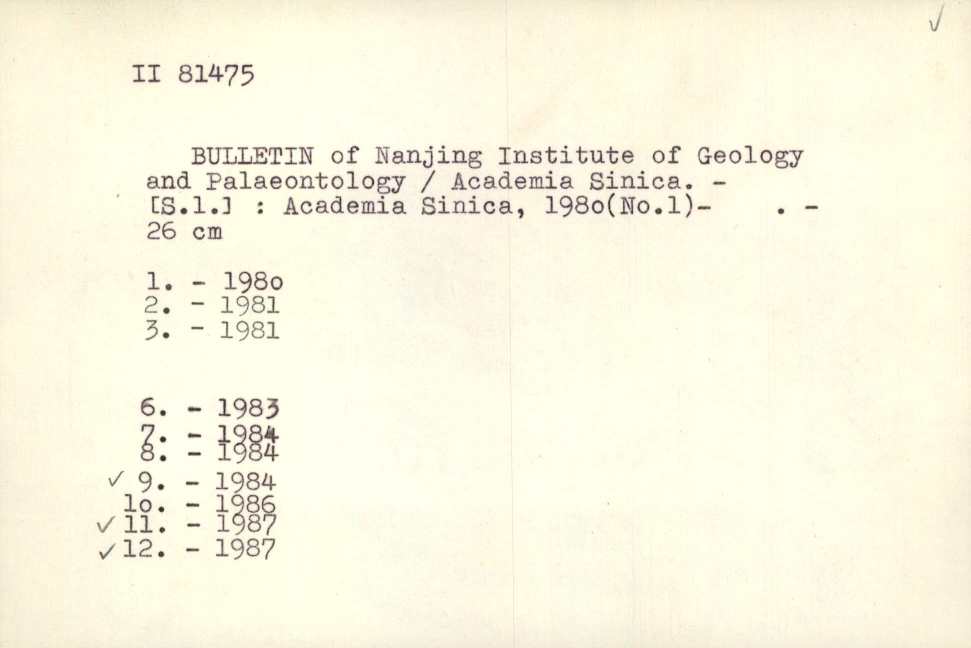 ✓
II 81475
BULLETIN of Nanjing Institute of Geology
and Palaeontology / Academia Sinica. -
[S.l.] : Academia Sinica, 198o(No.1)- . -
26 cm
1. - 198o
2. - 1981
3. - 1981
6. - 1983
7. - 1984
8. - 1984
✓ 9. - 1984
1o. - 1986
✓ 11. - 1987
✓ 12. - 1987